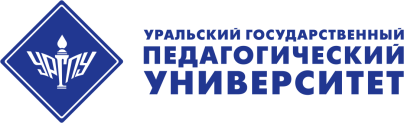 УРГПУ
УРАЛЬСКИЙ ГОСУДАРСТВЕННЫЙ
ПЕДАГОГИЧЕСКИЙ
УНИВЕРСИТЕТ